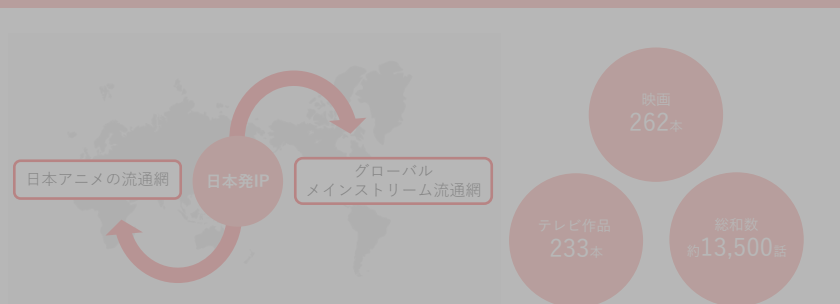 日本アニメの流通網
日本発IP
グローバル
メインストリーム流通網
映画
262本
テレビ作品
233本
総和数
約13,500話